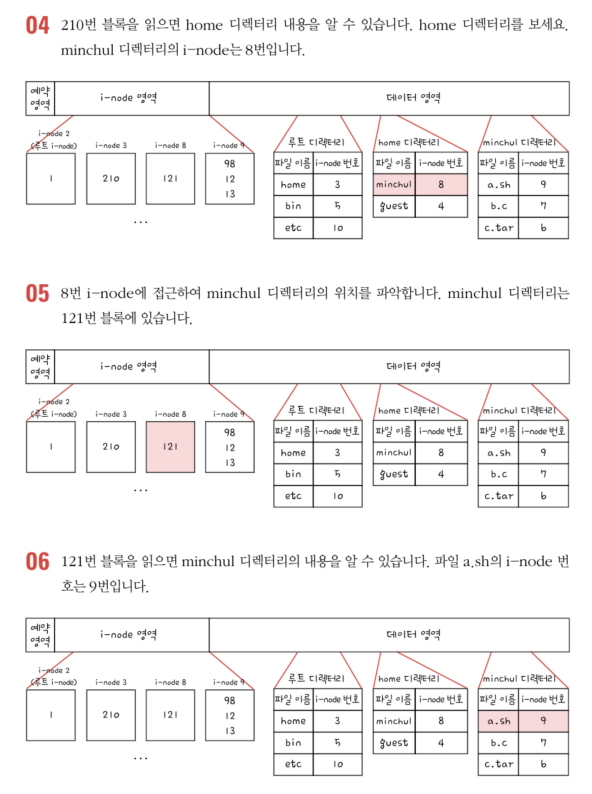 04 210번 블록을 읽으면 home 디렉터리 내용을 알 수 있습니다. home 디렉터리를 보세요.
minchul 디렉터리의 i-node는 8번입니다.
예약 영역 i-node 영역 데이터 영역
i-node 2
(루트 i-node) i-node 3 i-node 8 i-node 9 루트 디렉터리 home 디렉터리 minchul 디렉터리
1 210 121 98 파일 이름 i-node 번호 파일 이름 i-node 번호 파일 이름 i-node 번호
12 home 3 minchul 8 a.sh 9
13 bin 5 guest 4 b.c 7
... etc 10 c.tar 6
05 8번 i-node에 접근하여 minchul 디렉터리의 위치를 파악합니다. minchul 디렉터리는
121번 블록에 있습니다.
예약 영역 i-node 영역 데이터 영역
i-node 2
(루트 i-node) i-node 3 i-node 8 i-node 9 루트 디렉터리 home 디렉터리 minchul 디렉터리
1 210 121 98 파일 이름 i-node 번호 파일 이름 i-node 번호 파일 이름 i-node 번호
12 home 3 minchul 8 a.sh 9
13 bin 5 guest 4 b.c 7
... etc 10 c.tar 6
06 121번 블록을 읽으면 minchul 디렉터리의 내용을 알 수 있습니다. 파일 a.sh의 i-node 번
호는 9번입니다.
예약 영역 i-node 영역 데이터 영역
i-node 2
(루트 i-node) i-node 3 i-node 8 i-node 9 루트 디렉터리 home 디렉터리 minchul 디렉터리
1 210 121 98 파일 이름 i-node 번호 파일 이름 i-node 번호 파일 이름 i-node 번호
12 home 3 minchul 8 a.sh 9
13 bin 5 guest 4 b.c 7
... etc 10 c.tar 6